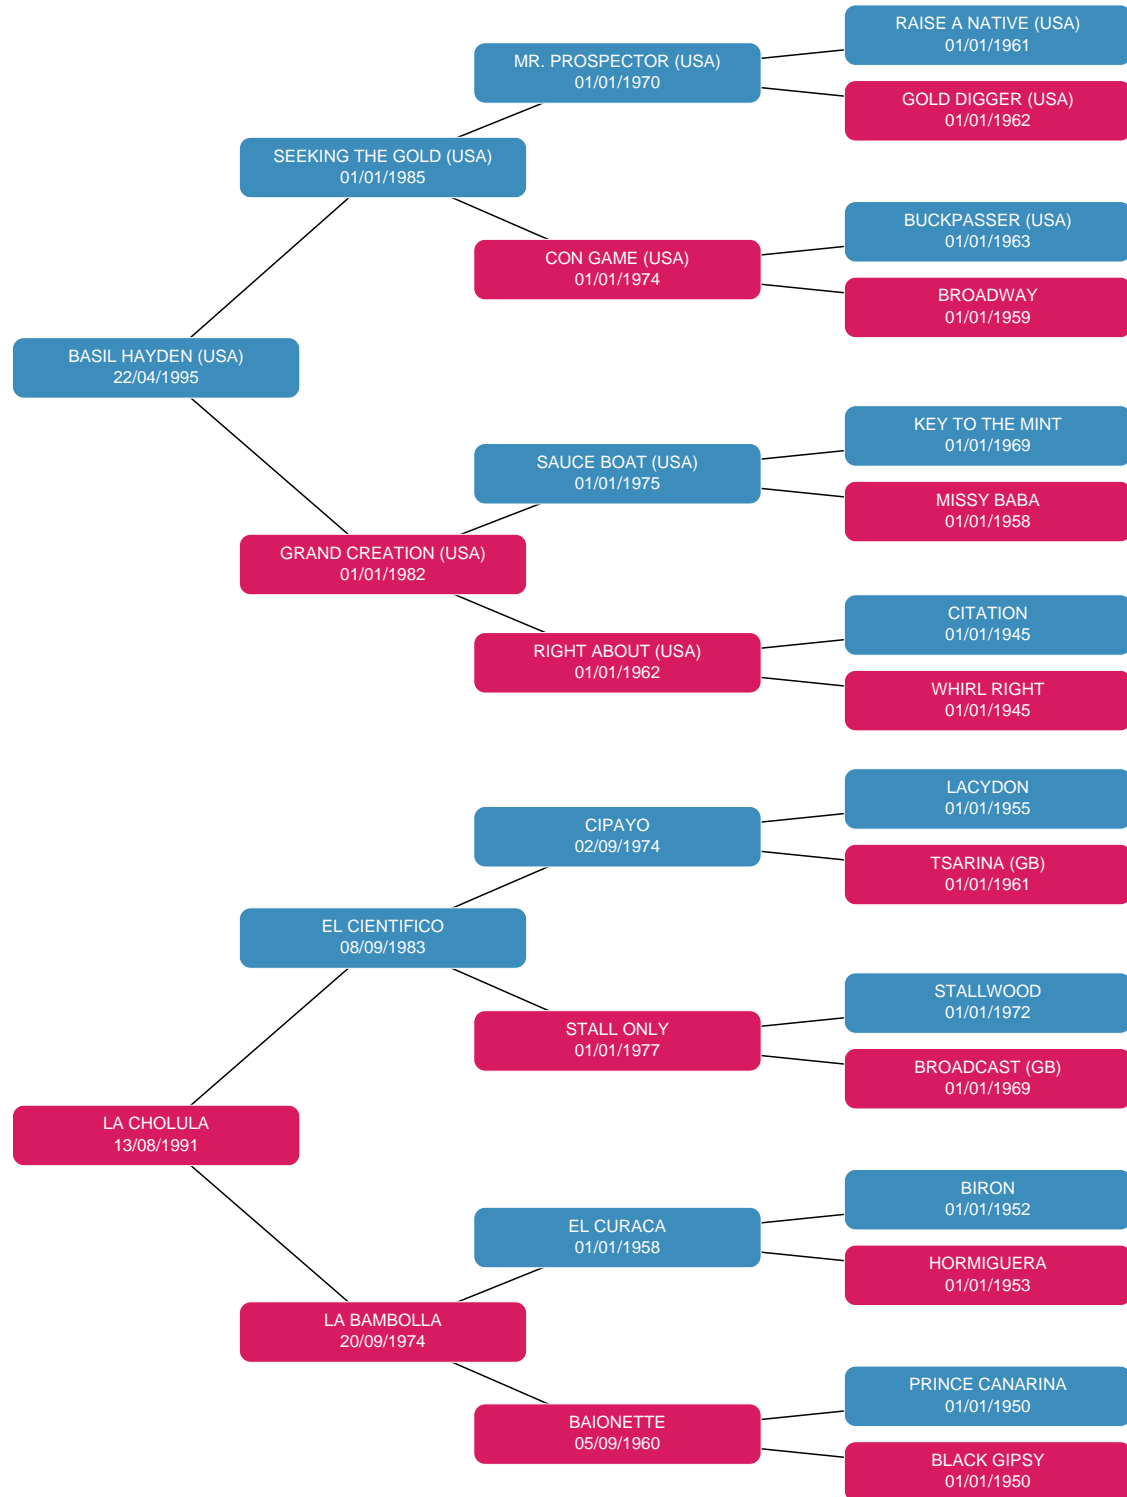 RAISE A NATIVE (USA)
01/01/1961
MR. PROSPECTOR (USA)
01/01/1970
GOLD DIGGER (USA)
01/01/1962
SEEKING THE GOLD (USA)
01/01/1985
BUCKPASSER (USA)
01/01/1963
CON GAME (USA)
01/01/1974
BROADWAY
01/01/1959
BASIL HAYDEN (USA)
22/04/1995
KEY TO THE MINT
01/01/1969
SAUCE BOAT (USA)
01/01/1975
MISSY BABA
01/01/1958
GRAND CREATION (USA)
01/01/1982
CITATION
01/01/1945
RIGHT ABOUT (USA)
01/01/1962
WHIRL RIGHT
01/01/1945
LACYDON
01/01/1955
CIPAYO
02/09/1974
TSARINA (GB)
01/01/1961
EL CIENTIFICO
08/09/1983
STALLWOOD
01/01/1972
STALL ONLY
01/01/1977
BROADCAST (GB)
01/01/1969
LA CHOLULA
13/08/1991
BIRON
01/01/1952
EL CURACA
01/01/1958
HORMIGUERA
01/01/1953
LA BAMBOLLA
20/09/1974
PRINCE CANARINA
01/01/1950
BAIONETTE
05/09/1960
BLACK GIPSY
01/01/1950